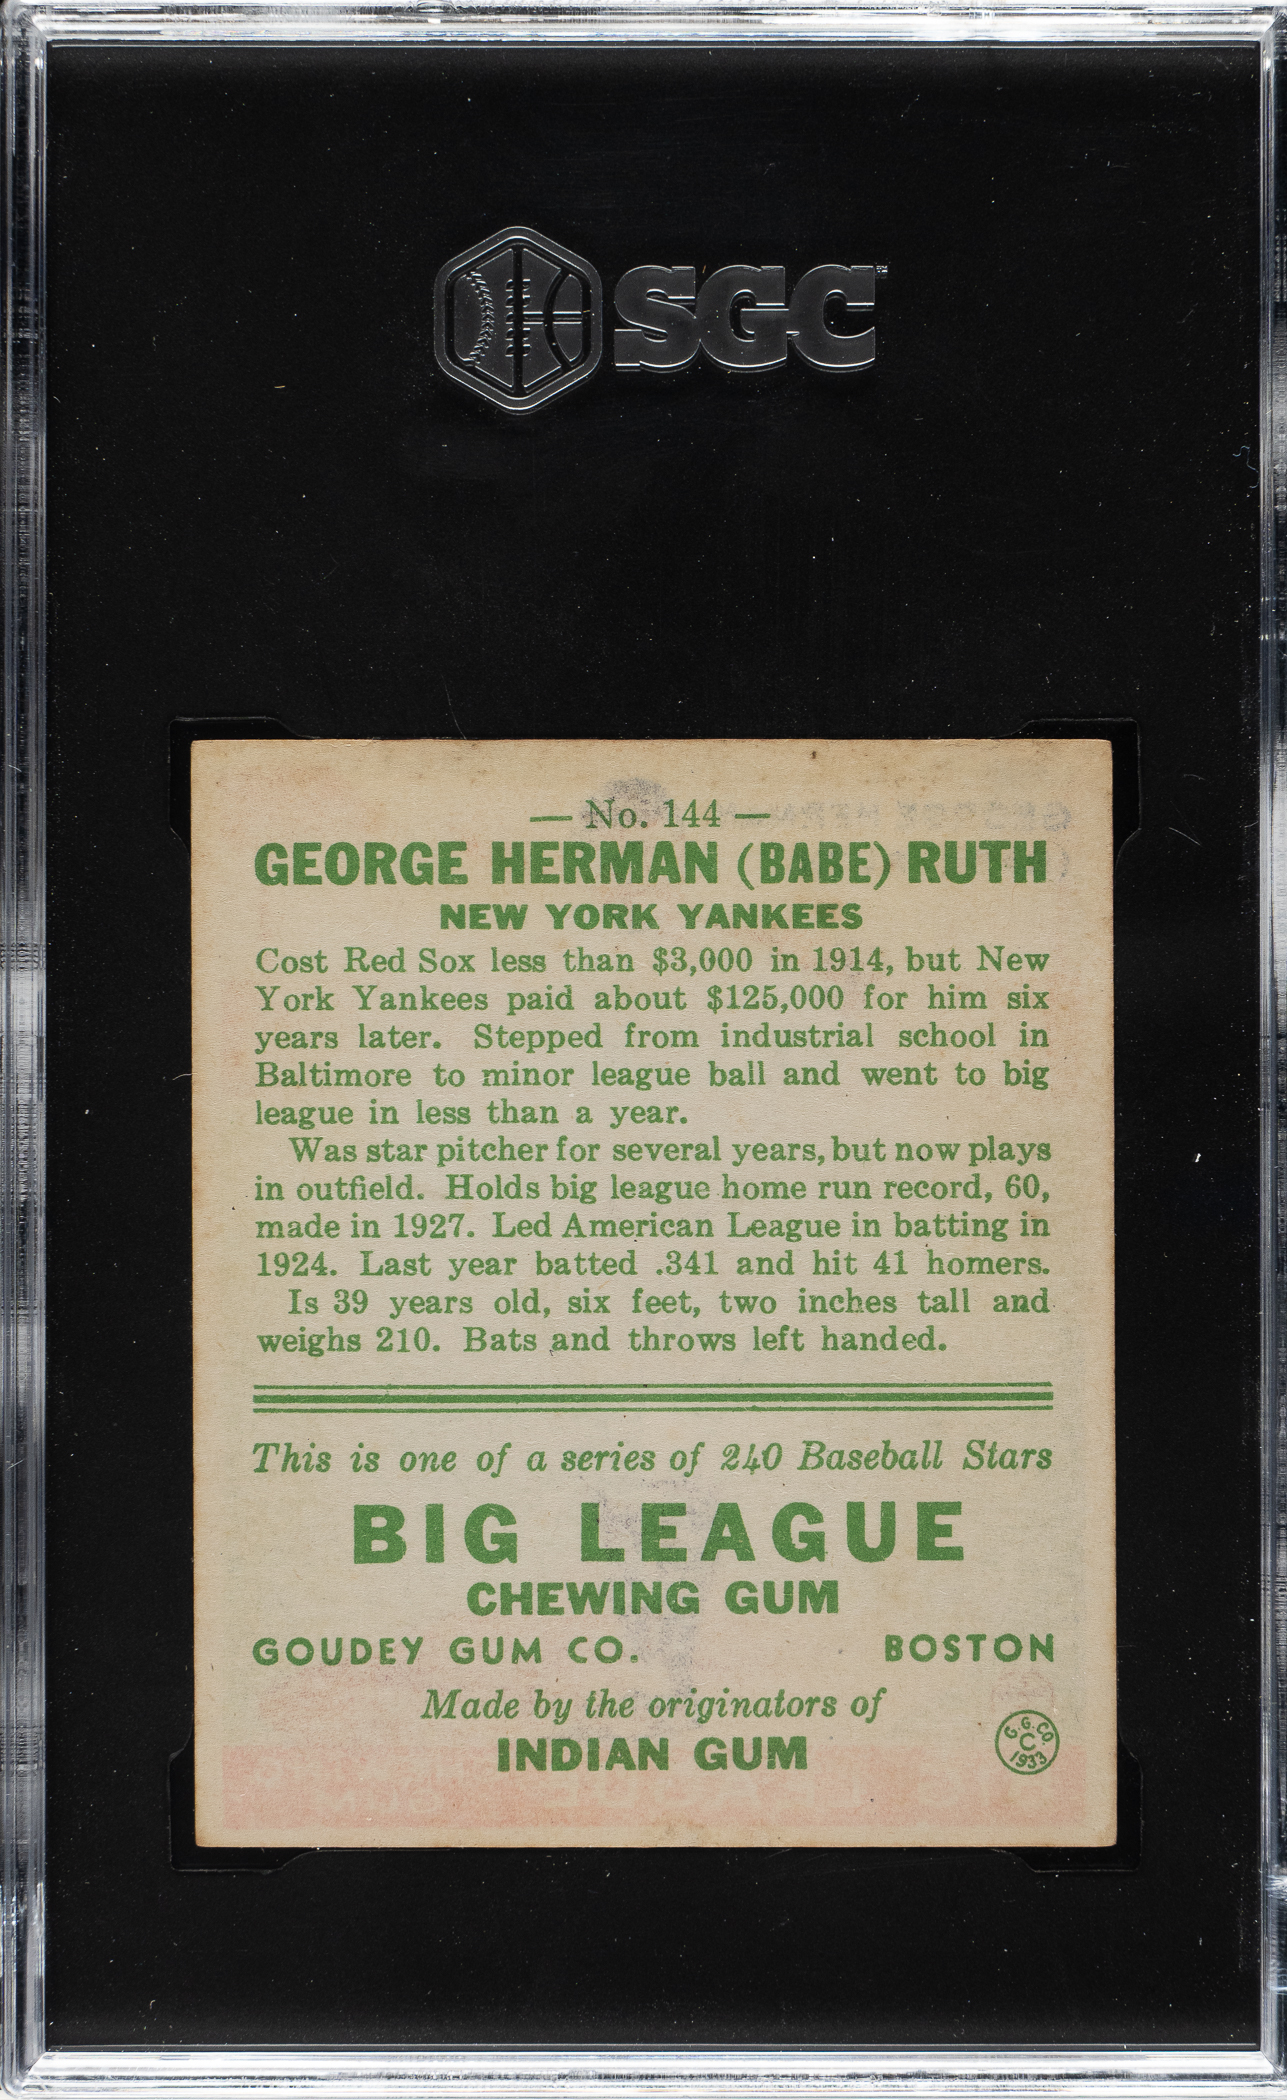 SGC
— No. 144 —
GEORGE HERMAN (BABE) RUTH
NEW YORK YANKEES
Cost Red Sox less than $3,000 in 1914, but New
York Yankees paid about $125,000 for him six
years later. Stepped from industrial school in
Baltimore to minor league ball and went to big
league in less than a year.
Was star pitcher for several years, but now plays
in outfield. Holds big league home run record, 60,
made in 1927. Led American League in batting in
1924. Last year batted .341 and hit 41 homers.
Is 39 years old, six feet, two inches tall and
weighs 210. Bats and throws left handed.
This is one of a series of 240 Baseball Stars
BIG LEAGUE
CHEWING GUM
GOUDEY GUM CO. BOSTON
Made by the originators of
INDIAN GUM
G. G. CO.
C
1933